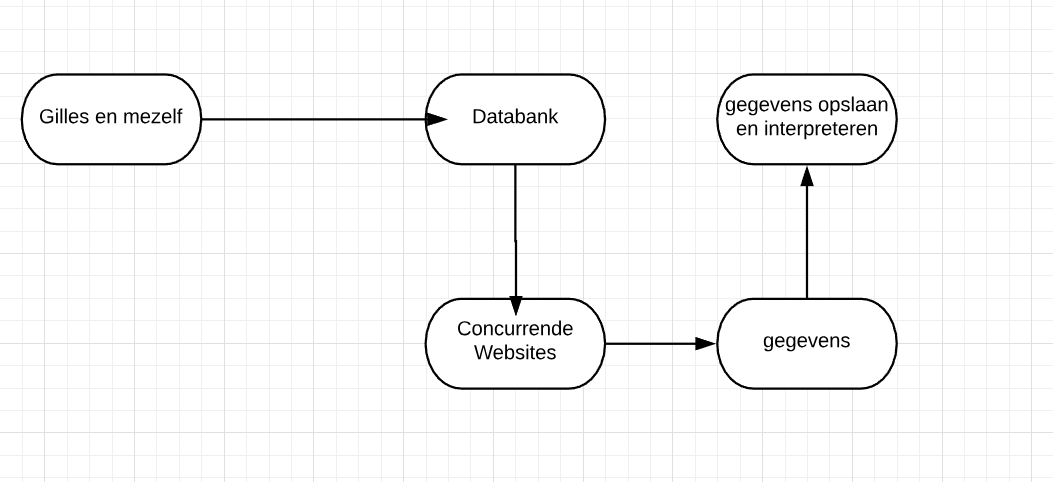 Gilles en mezelf
Databank
gegevens opslaan
en interpreteren
Concurrende
Websites
gegevens